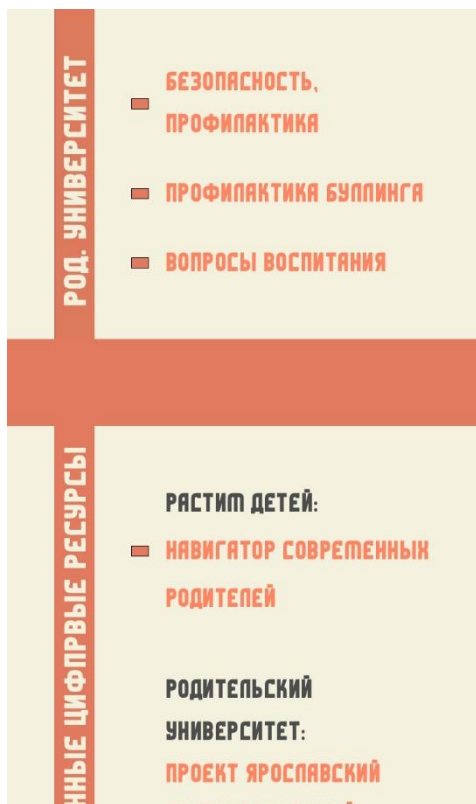 РОД. УНИВЕРСИТЕТ
БЕЗОПАСНОСТЬ,
ПРОФИЛАКТИКА
ПРОФИЛАКТИКА БУЛЛИНГА
ВОПРОСЫ ВОСПИТАНИЯ
ННЫЕ ЦИФПРВЫЕ РЕСУРСЫ
РАСТИМ ДЕТЕЙ:
НАВИГАТОР СОВРЕМЕННЫХ
РОДИТЕЛЕЙ
РОДИТЕЛЬСКИЙ
УНИВЕРСИТЕТ:
ПРОЕКТ ЯРОСЛАВСКИЙ